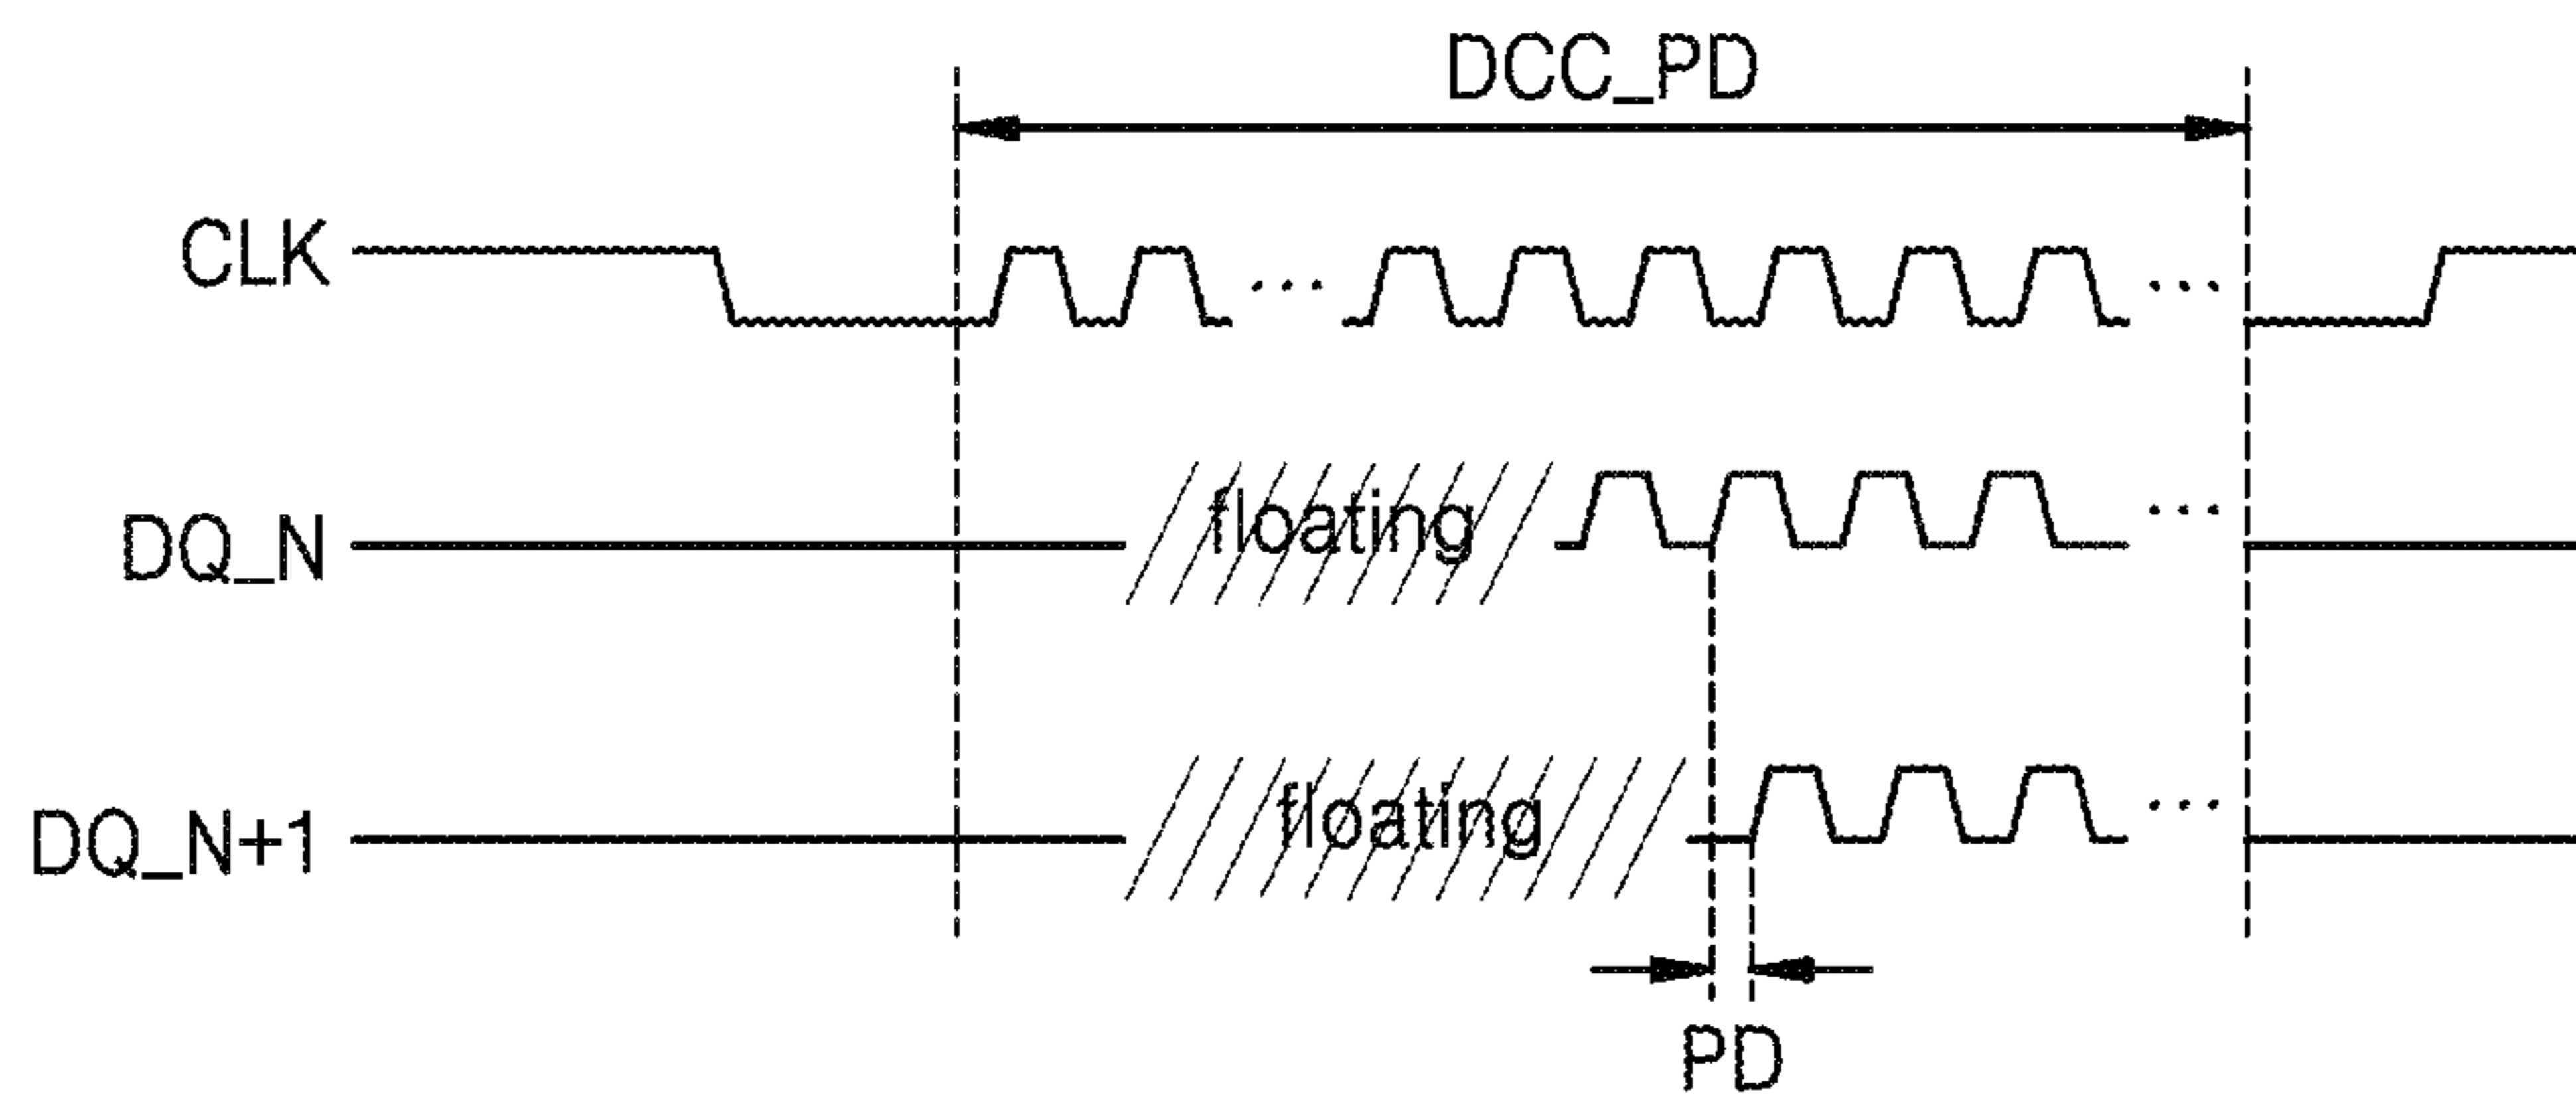 DCC_PD
CLK
...
...
DQ_N
floating
...
DQ_N+1
floating
...
PD